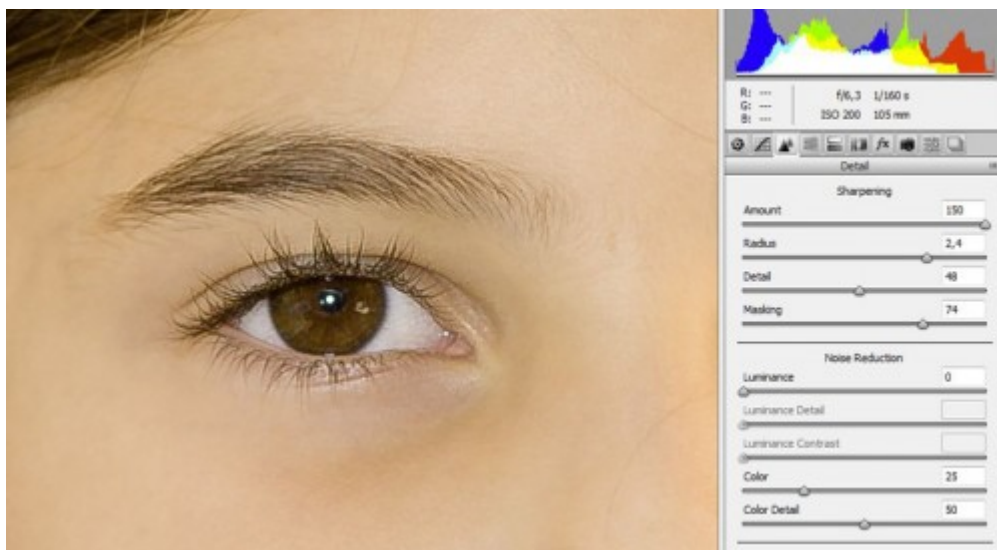 R: ---
G: ---
B: ---
f/6,3 1/160 s
ISO 200 105 mm
fx
Detail
Sharpening
Amount 150
Radius 2,4
Detail 48
Masking 74
Noise Reduction
Luminance 0
Luminance Detail
Luminance Contrast
Color 25
Color Detail 50